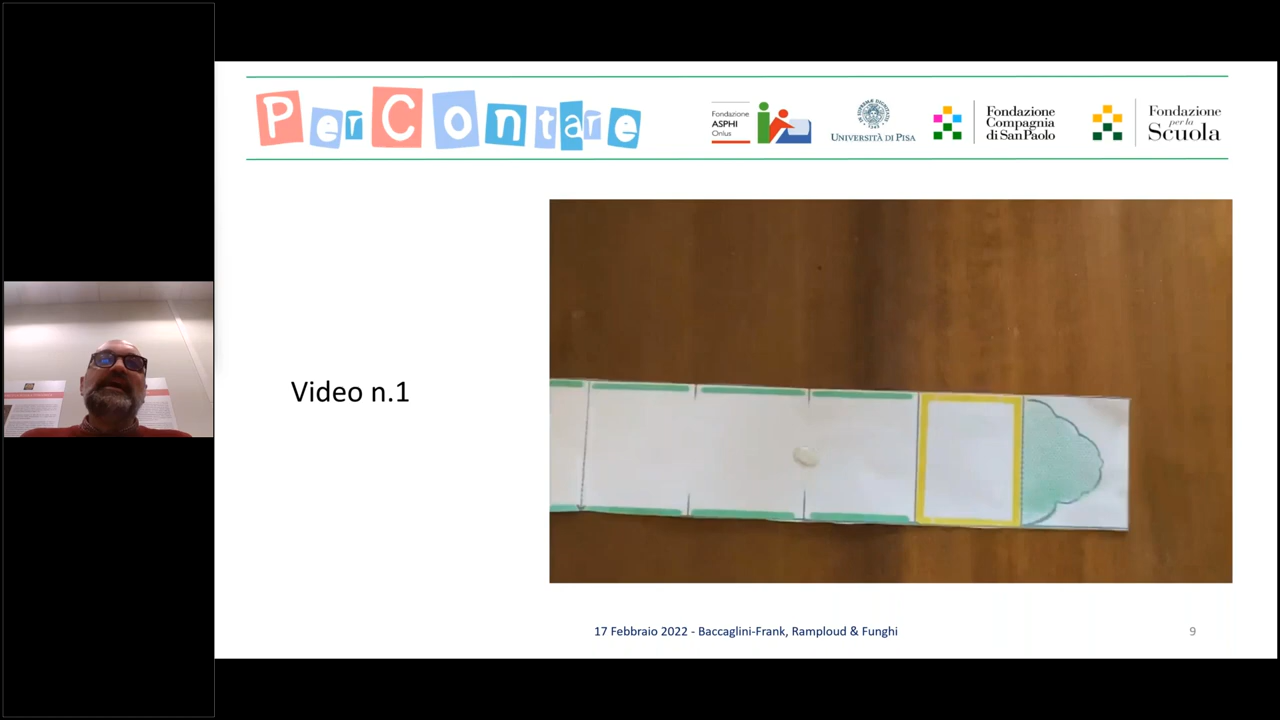 PerContare
Fondazione
ASPHI
Onlus
UNIVERSITÀ DI PISA
Fondazione
Compagnia
di San Paolo
Fondazione
per la
Scuola
Video n.1
17 Febbraio 2022 - Baccaglini-Frank, Ramploud & Funghi
9